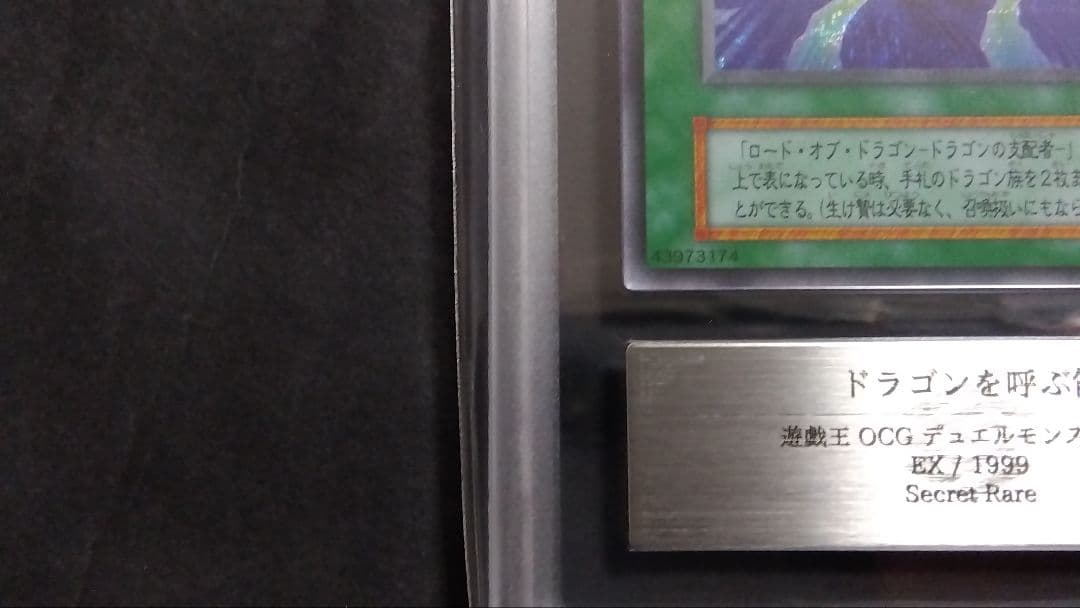 「ロード・オブ・ドラゴン-ドラゴンの支配者-」
上で表になっている時、手札のドラゴン族を2枚ま
とができる。(生け贄は必要なく、召喚扱いにもなら
43973174
ドラゴンを呼ぶ
遊戯王 OCG デュエルモンス
EX / 1999
Secret Rare